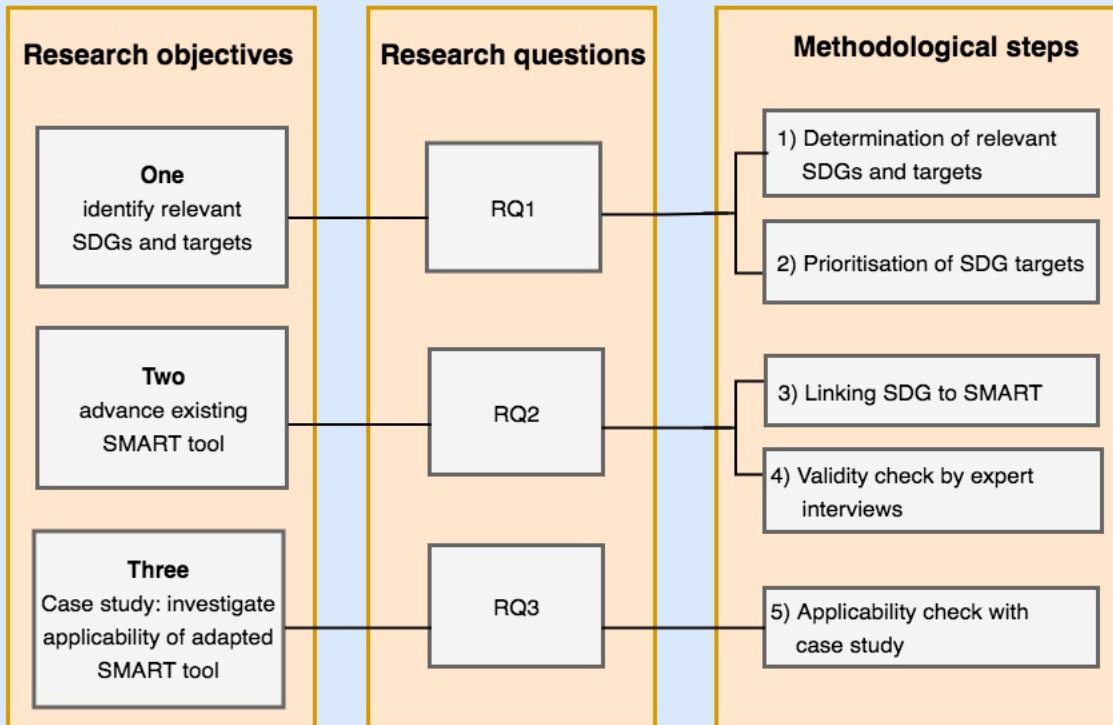 Research objectives
One
identify relevant
SDGs and targets
Two
advance existing
SMART tool
Three
Case study: investigate
applicability of adapted
SMART tool
Research questions
RQ1
RQ2
RQ3
Methodological steps
1) Determination of relevant
SDGs and targets
2) Prioritisation of SDG targets
3) Linking SDG to SMART
4) Validity check by expert
interviews
5) Applicability check with
case study